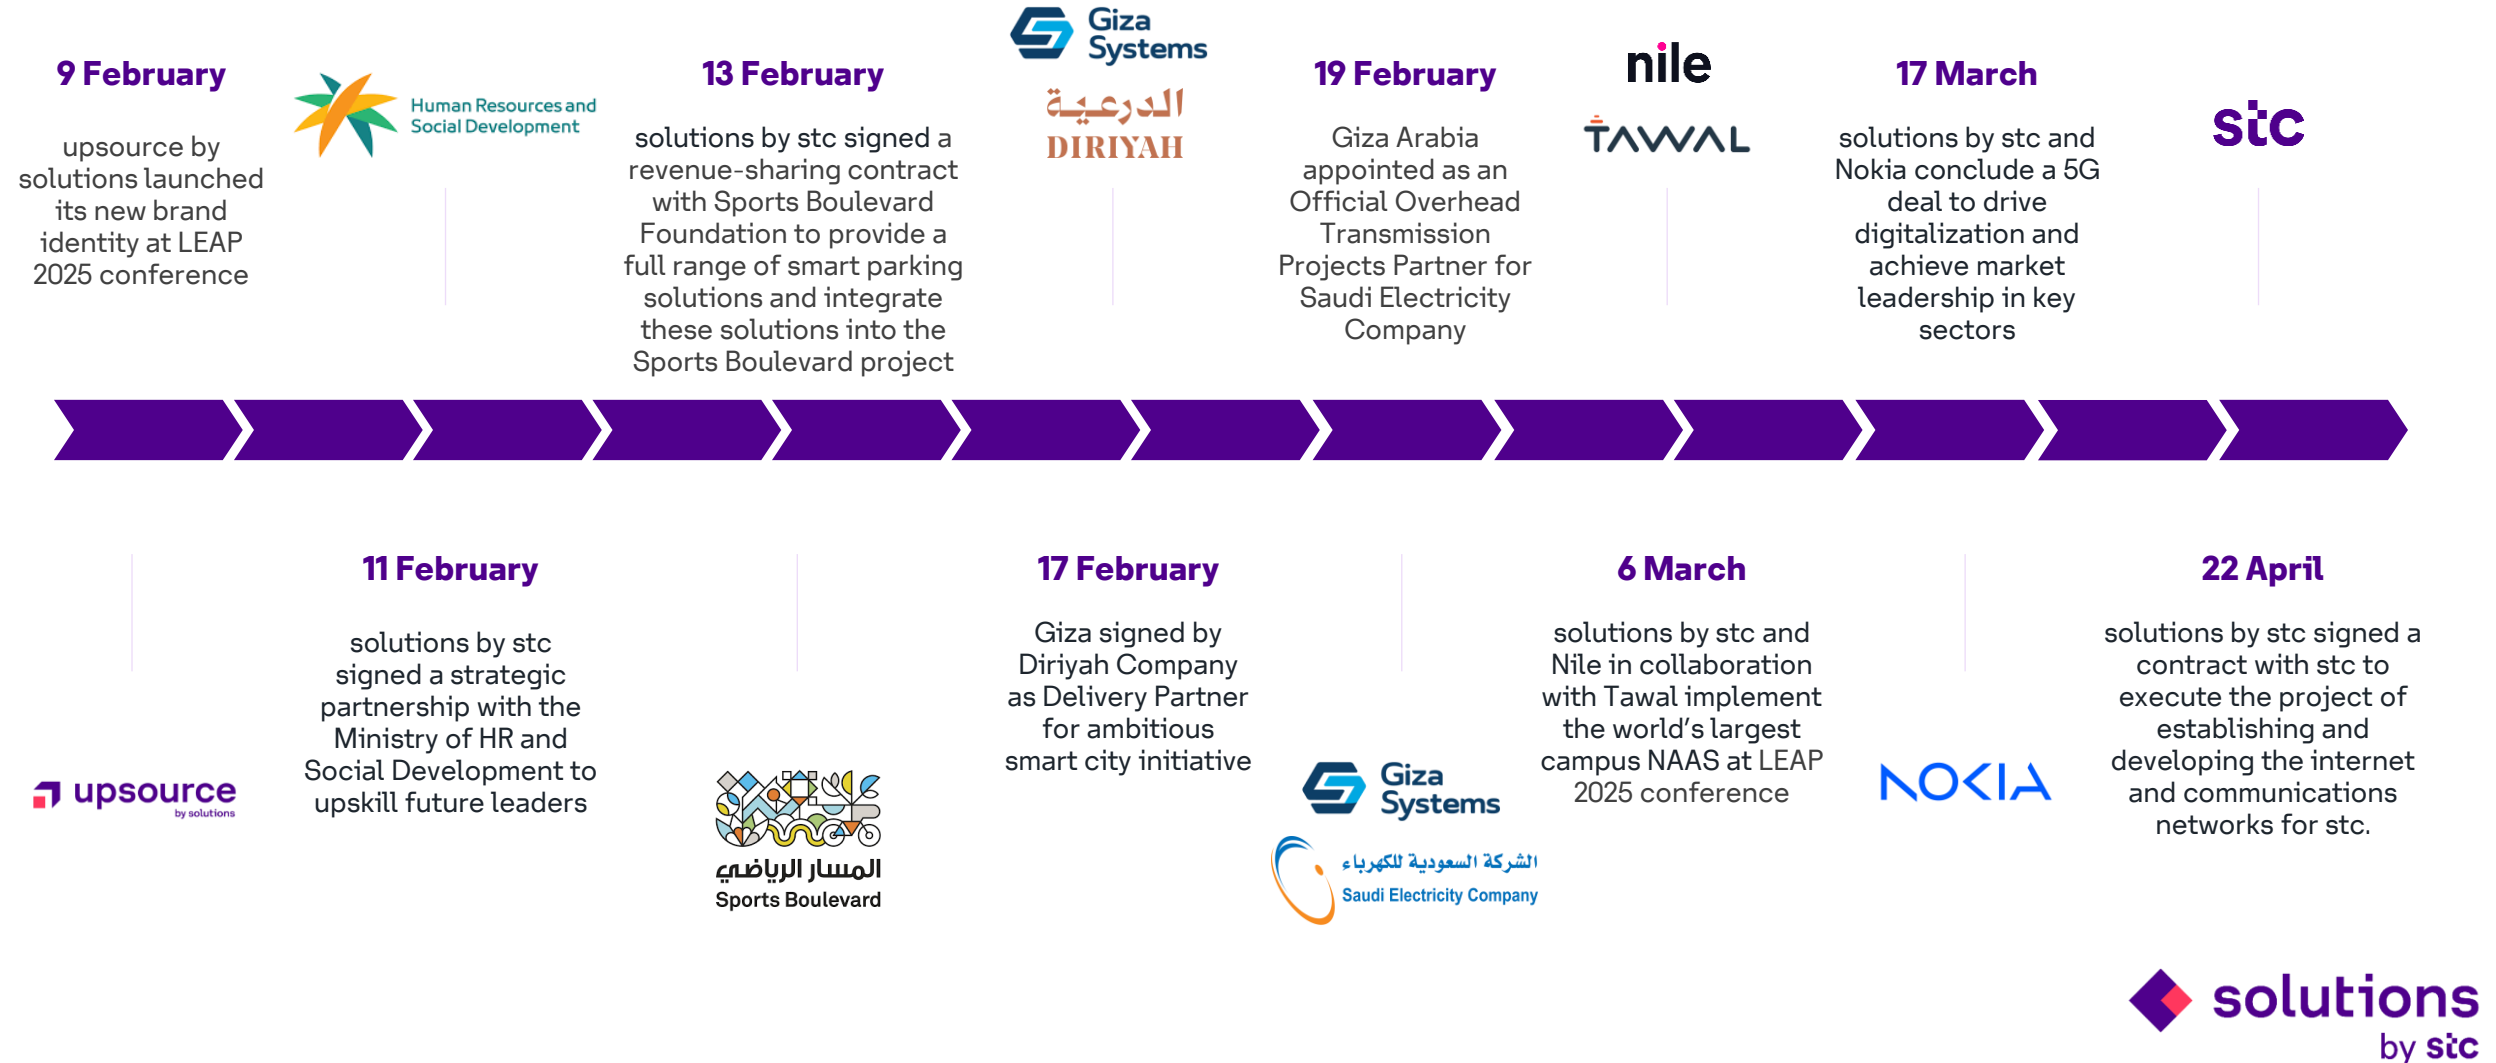 9 February
upsource by
solutions launched
its new brand
identity at LEAP
2025 conference
Human Resources and
Social Development
13 February
solutions by stc signed a
revenue-sharing contract
with Sports Boulevard
Foundation to provide a
full range of smart parking
solutions and integrate
these solutions into the
Sports Boulevard project
Giza
Systems
الدرعية
DIRIYAH
19 February
Giza Arabia
appointed as an
Official Overhead
Transmission
Projects Partner for
Saudi Electricity
Company
nile
TAWAL
17 March
solutions by stc and
Nokia conclude a 5G
deal to drive
digitalization and
achieve market
leadership in key
sectors
stc
upsource
by solutions
11 February
solutions by stc
signed a strategic
partnership with the
Ministry of HR and
Social Development to
upskill future leaders
المسار الرياضي
Sports Boulevard
17 February
Giza signed by
Diriyah Company
as Delivery Partner
for ambitious
smart city initiative
Giza
Systems
الشركة السعودية للكهرباء
Saudi Electricity Company
6 March
solutions by stc and
Nile in collaboration
with Tawal implement
the world’s largest
campus NAAS at LEAP
2025 conference
NOKIA
22 April
solutions by stc signed a
contract with stc to
execute the project of
establishing and
developing the internet
and communications
networks for stc.
solutions
by stc